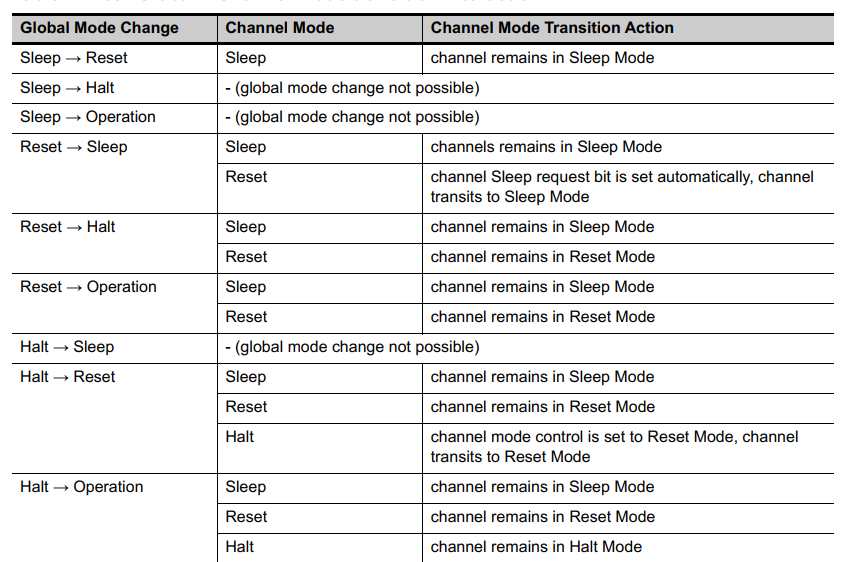 Global Mode Change Channel Mode Channel Mode Transition Action
Sleep → Reset Sleep channel remains in Sleep Mode
Sleep → Halt - (global mode change not possible)
Sleep → Operation - (global mode change not possible)
Reset → Sleep Sleep channels remains in Sleep Mode
Reset channel Sleep request bit is set automatically, channel
transits to Sleep Mode
Reset → Halt Sleep channel remains in Sleep Mode
Reset channel remains in Reset Mode
Reset → Operation Sleep channel remains in Sleep Mode
Reset channel remains in Reset Mode
Halt → Sleep - (global mode change not possible)
Halt → Reset Sleep channel remains in Sleep Mode
Reset channel remains in Reset Mode
Halt channel mode control is set to Reset Mode, channel
transits to Reset Mode
Halt → Operation Sleep channel remains in Sleep Mode
Reset channel remains in Reset Mode
Halt channel remains in Halt Mode